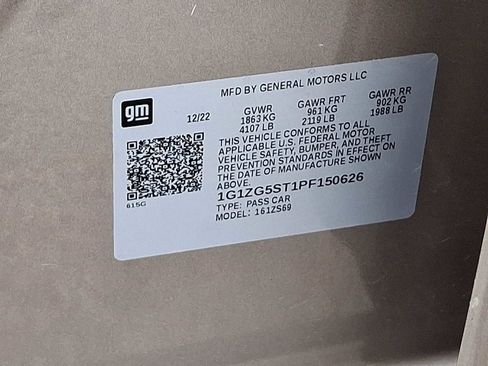 MFD BY GENERAL MOTORS LLC
gm
12/22
GVWR GAWR FRT GAWR RR
1863 KG 961 KG 902 KG
4107 LB 2119 LB 1988 LB
THIS VEHICLE CONFORMS TO ALL
APPLICABLE U.S. FEDERAL MOTOR
VEHICLE SAFETY, BUMPER, AND THEFT
PREVENTION STANDARDS IN EFFECT ON
THE DATE OF MANUFACTURE SHOWN
ABOVE.
1G1ZG5ST1PF150626
TYPE: PASS CAR
MODEL: 161ZS69
615G